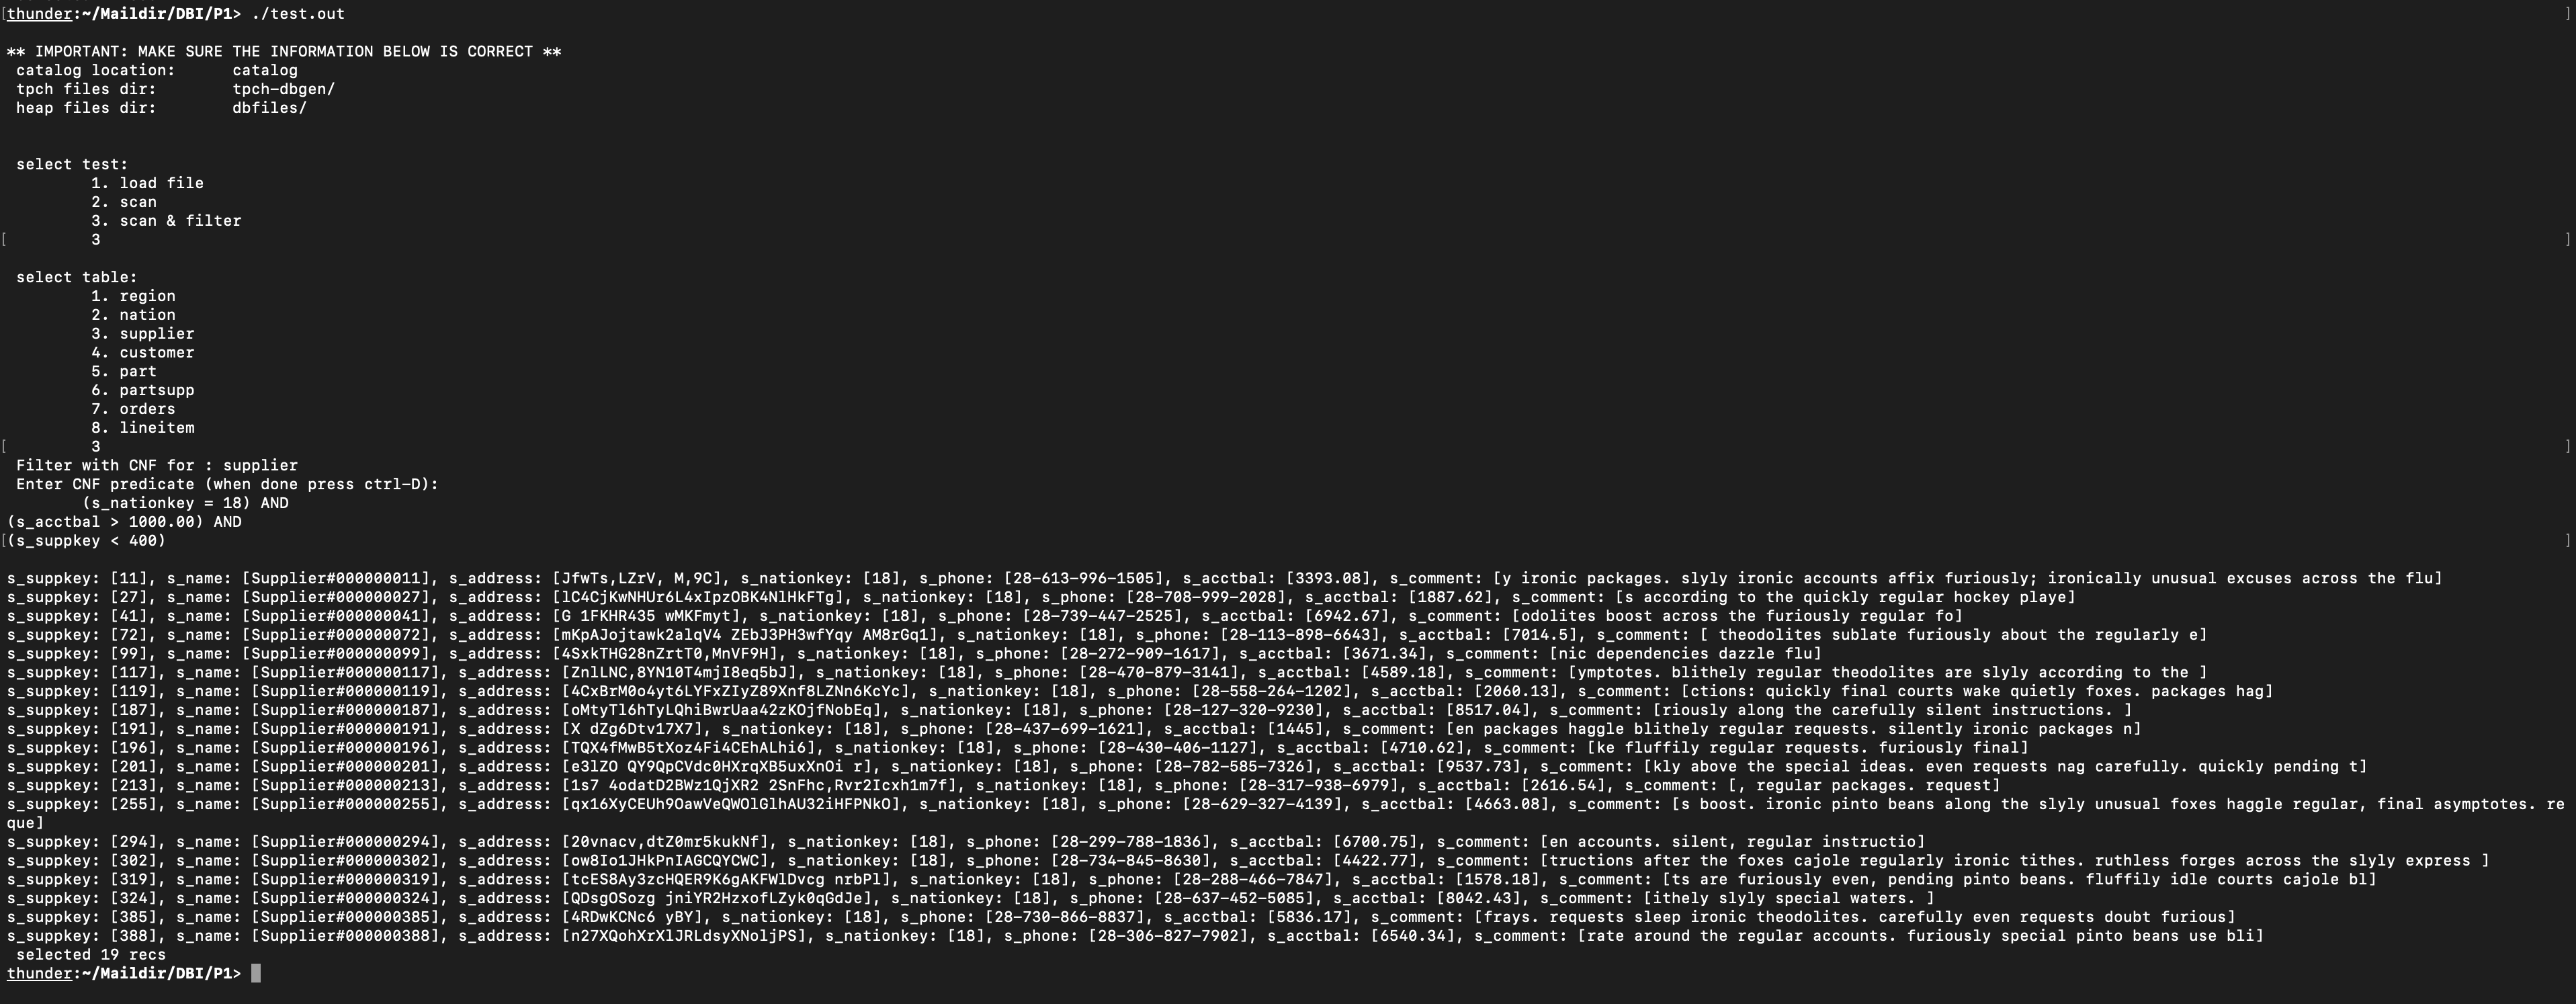 [thunder:~/Maildir/DBI/P1> ./test.out ]
** IMPORTANT: MAKE SURE THE INFORMATION BELOW IS CORRECT **
catalog location: catalog
tpch files dir: tpch-dbgen/
heap files dir: dbfiles/
select test:
1. load file
2. scan
3. scan & filter
[ 3 ]
select table:
1. region
2. nation
3. supplier
4. customer
5. part
6. partsupp
7. orders
8. lineitem
[ 3 ]
Filter with CNF for : supplier
Enter CNF predicate (when done press ctrl-D):
(s_nationkey = 18) AND
(s_acctbal > 1000.00) AND
[(s_suppkey < 400) ]
s_suppkey: [11], s_name: [Supplier#000000011], s_address: [JfwTs,LZrV, M,9C], s_nationkey: [18], s_phone: [28-613-996-1505], s_acctbal: [3393.08], s_comment: [y ironic packages. slyly ironic accounts affix furiously; ironically unusual excuses across the flu]
s_suppkey: [27], s_name: [Supplier#000000027], s_address: [lC4CjKwNHUr6L4xIpzOBK4NlHkFTg], s_nationkey: [18], s_phone: [28-708-999-2028], s_acctbal: [1887.62], s_comment: [s according to the quickly regular hockey playe]
s_suppkey: [41], s_name: [Supplier#000000041], s_address: [G 1FKHR435 wMKFmyt], s_nationkey: [18], s_phone: [28-739-447-2525], s_acctbal: [6942.67], s_comment: [odolites boost across the furiously regular fo]
s_suppkey: [72], s_name: [Supplier#000000072], s_address: [mKpAJojtawk2alqV4 ZEbJ3PH3wfYqy AM8rGq1], s_nationkey: [18], s_phone: [28-113-898-6643], s_acctbal: [7014.5], s_comment: [ theodolites sublate furiously about the regularly e]
s_suppkey: [99], s_name: [Supplier#000000099], s_address: [4SxkTHG28nZrtT0,MnVF9H], s_nationkey: [18], s_phone: [28-272-909-1617], s_acctbal: [3671.34], s_comment: [nic dependencies dazzle flu]
s_suppkey: [117], s_name: [Supplier#000000117], s_address: [ZnlLNC,8YN10T4mjI8eq5bJ], s_nationkey: [18], s_phone: [28-470-879-3141], s_acctbal: [4589.18], s_comment: [ymptotes. blithely regular theodolites are slyly according to the ]
s_suppkey: [119], s_name: [Supplier#000000119], s_address: [4CxBrM0o4yt6LYFxZIyZ89Xnf8LZNn6KcYc], s_nationkey: [18], s_phone: [28-558-264-1202], s_acctbal: [2060.13], s_comment: [ctions: quickly final courts wake quietly foxes. packages hag]
s_suppkey: [187], s_name: [Supplier#000000187], s_address: [oMtyTl6hTyLQhiBwrUaa42zKOjfNobEq], s_nationkey: [18], s_phone: [28-127-320-9230], s_acctbal: [8517.04], s_comment: [riously along the carefully silent instructions. ]
s_suppkey: [191], s_name: [Supplier#000000191], s_address: [X dZg6Dtv17X7], s_nationkey: [18], s_phone: [28-437-699-1621], s_acctbal: [1445], s_comment: [en packages haggle blithely regular requests. silently ironic packages n]
s_suppkey: [196], s_name: [Supplier#000000196], s_address: [TQX4fMwB5tXoz4Fi4CEhALhi6], s_nationkey: [18], s_phone: [28-430-406-1127], s_acctbal: [4710.62], s_comment: [ke fluffily regular requests. furiously final]
s_suppkey: [201], s_name: [Supplier#000000201], s_address: [e3lZO QY9QpCVdc0HXrqXB5uxXnOi r], s_nationkey: [18], s_phone: [28-782-585-7326], s_acctbal: [9537.73], s_comment: [kly above the special ideas. even requests nag carefully. quickly pending t]
s_suppkey: [213], s_name: [Supplier#000000213], s_address: [1s7 4odatD2BWz1QjXR2 2SnFhc,Rvr2Icxh1m7f], s_nationkey: [18], s_phone: [28-317-938-6979], s_acctbal: [2616.54], s_comment: [, regular packages. request]
s_suppkey: [255], s_name: [Supplier#000000255], s_address: [qx16XyCEUh9OawVeQWOlGlhAU32iHFPNkO], s_nationkey: [18], s_phone: [28-629-327-4139], s_acctbal: [4663.08], s_comment: [s boost. ironic pinto beans along the slyly unusual foxes haggle regular, final asymptotes. re
que]
s_suppkey: [294], s_name: [Supplier#000000294], s_address: [20vnacv,dtZ0mr5kukNf], s_nationkey: [18], s_phone: [28-299-788-1836], s_acctbal: [6700.75], s_comment: [en accounts. silent, regular instructio]
s_suppkey: [302], s_name: [Supplier#000000302], s_address: [ow8Io1JHkPnIAGCQYCWC], s_nationkey: [18], s_phone: [28-734-845-8630], s_acctbal: [4422.77], s_comment: [tructions after the foxes cajole regularly ironic tithes. ruthless forges across the slyly express ]
s_suppkey: [319], s_name: [Supplier#000000319], s_address: [tcES8Ay3zcHQER9K6gAKFWlDvcg nrbPl], s_nationkey: [18], s_phone: [28-288-466-7847], s_acctbal: [1578.18], s_comment: [ts are furiously even, pending pinto beans. fluffily idle courts cajole bl]
s_suppkey: [324], s_name: [Supplier#000000324], s_address: [QDsgOSozg jniYR2HzxofLZyk0qGdJe], s_nationkey: [18], s_phone: [28-637-452-5085], s_acctbal: [8042.43], s_comment: [ithely slyly special waters. ]
s_suppkey: [385], s_name: [Supplier#000000385], s_address: [4RDwKCNc6 yBY], s_nationkey: [18], s_phone: [28-730-866-8837], s_acctbal: [5836.17], s_comment: [frays. requests sleep ironic theodolites. carefully even requests doubt furious]
s_suppkey: [388], s_name: [Supplier#000000388], s_address: [n27XQohXrXlJRLdsyXNoljPS], s_nationkey: [18], s_phone: [28-306-827-7902], s_acctbal: [6540.34], s_comment: [rate around the regular accounts. furiously special pinto beans use bli]
selected 19 recs
thunder:~/Maildir/DBI/P1>